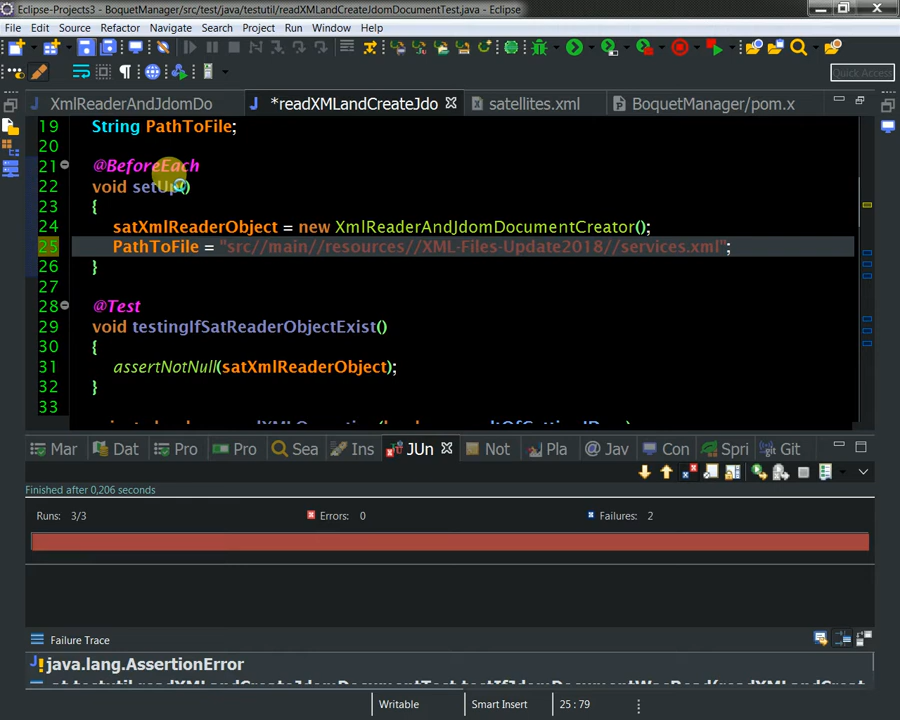 Eclipse-Projects3 - BoquetManager/src/test/java/testutil/readXMLandCreateJdomDocumentTest.java - Eclipse
File Edit Source Refactor Navigate Search Project Run Window Help
Quick Access
XmlReaderAndJdomDo *readXMLandCreateJdo satellites.xml BoquetManager/pom.x
19 String PathToFile;
20
21 @BeforeEach
22 void setUp()
23 {
24 satXmlReaderObject = new XmlReaderAndJdomDocumentCreator();
25 PathToFile = "src//main//resources//XML-Files-Update2018//services.xml";
26 }
27
28 @Test
29 void testingIfSatReaderObjectExist()
30 {
31 assertNotNull(satXmlReaderObject);
32 }
33
Mar Dat Pro Pro Sea Ins JUn Not Pla @ Jav Con Spri Git
Finished after 0,206 seconds
Runs: 3/3 Errors: 0 Failures: 2
Failure Trace
java.lang.AssertionError
Writable Smart Insert 25 : 79